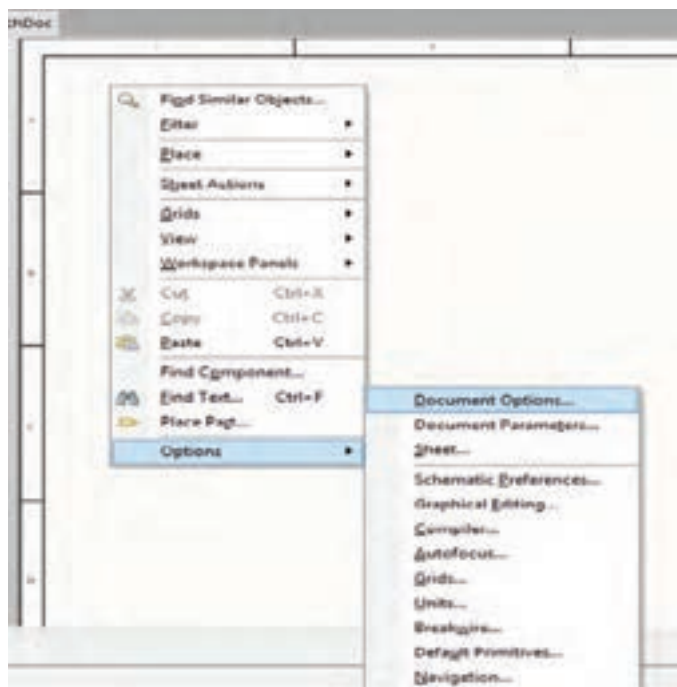 chDoc
Find Similar Objects...
Filter
Place
Sheet Actions
Grids
View
Workspace Panels
Cut Ctrl+X
Copy Ctrl+C
Paste Ctrl+V
Find Component...
Find Text... Ctrl+F
Place Part...
Options
Document Options...
Document Parameters...
Sheet...
Schematic Preferences...
Graphical Editing...
Compiler...
Autofocus...
Grids...
Units...
Breakwire...
Default Primitives...
Navigation...